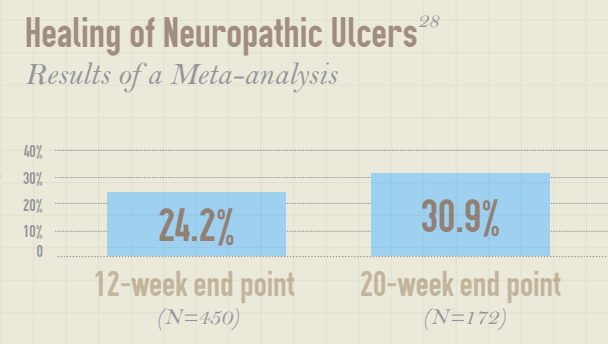 Healing of Neuropathic Ulcers28
Results of a Meta-analysis
40%
30%
20%
10%
0
24.2%
30.9%
12-week end point
20-week end point
(N=450)
(N=172)